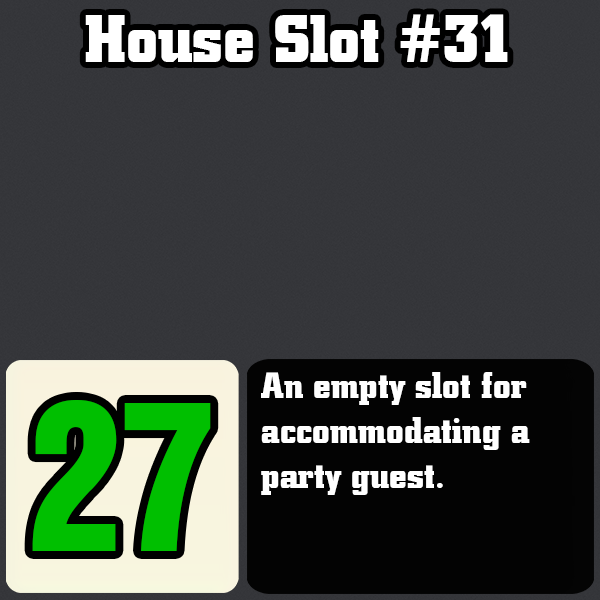 House Slot #31
27
An empty slot for
accommodating a
party guest.